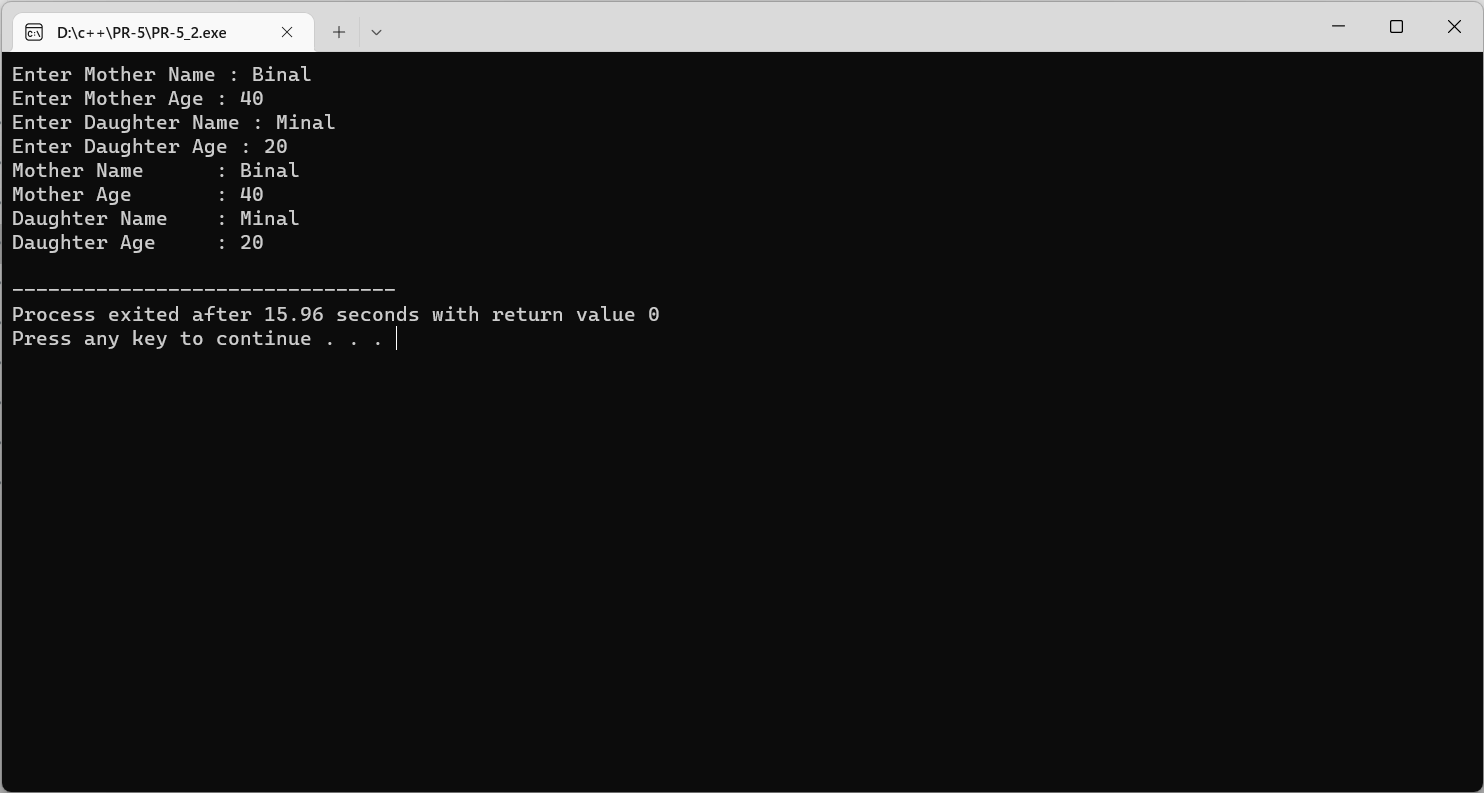 D:\c++\PR-5\PR-5_2.exe
Enter Mother Name : Binal
Enter Mother Age : 40
Enter Daughter Name : Minal
Enter Daughter Age : 20
Mother Name      : Binal
Mother Age       : 40
Daughter Name    : Minal
Daughter Age     : 20
--------------------------------
Process exited after 15.96 seconds with return value 0
Press any key to continue . . .